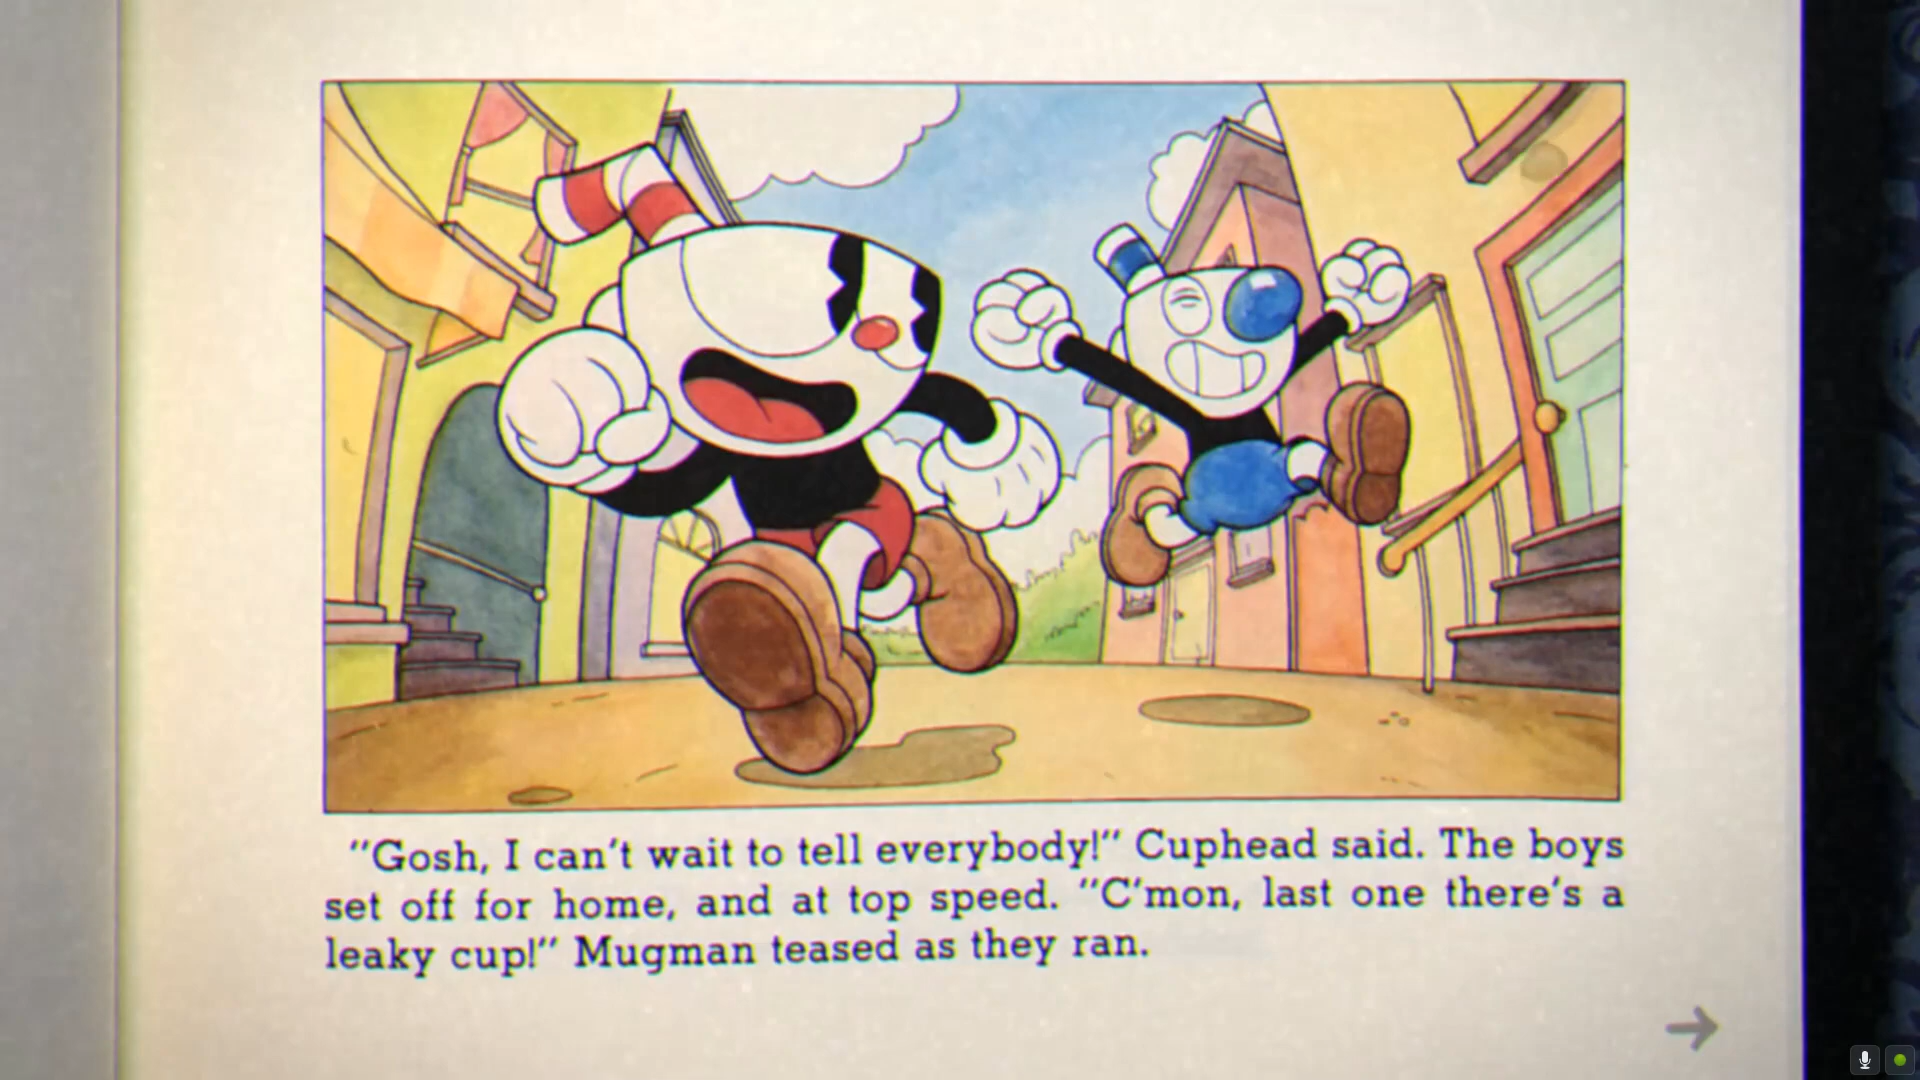 "Gosh, I can't wait to tell everybody!" Cuphead said. The boys
set off for home, and at top speed. "C'mon, last one there's a
leaky cup!" Mugman teased as they ran.